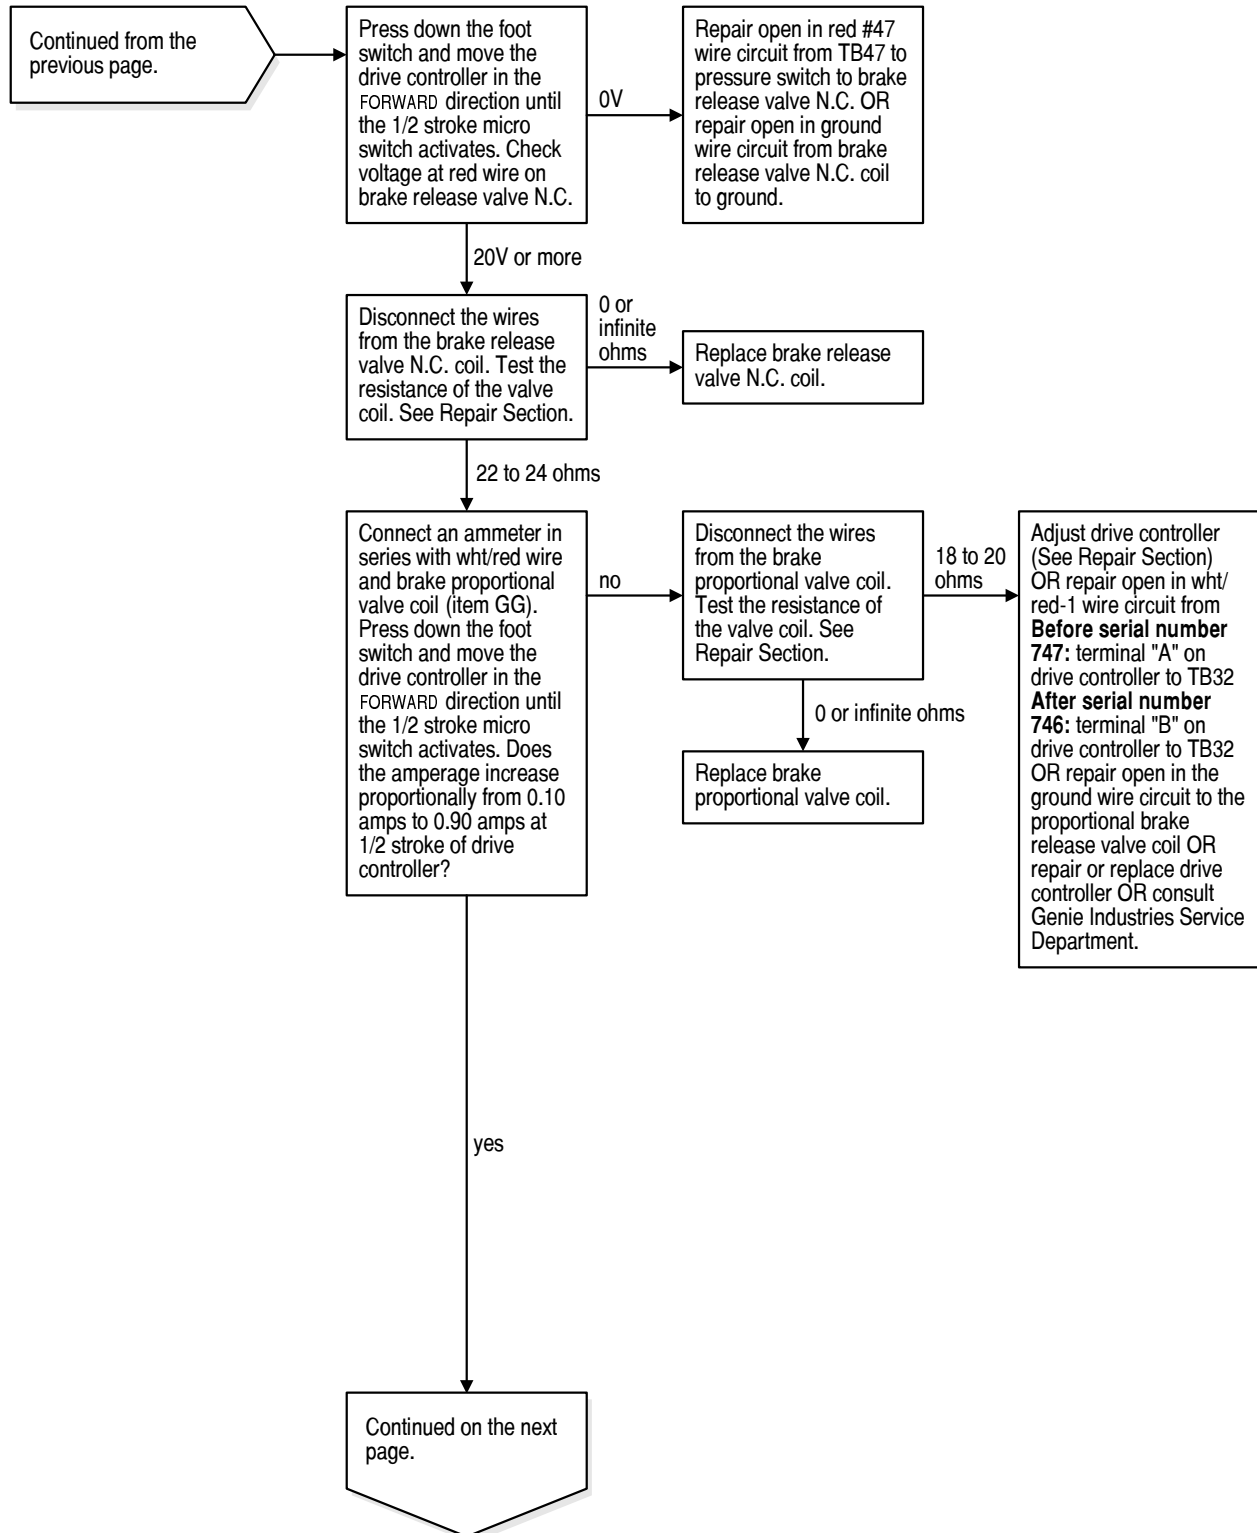 Continued from the
previous page.
Press down the foot
switch and move the
drive controller in the
FORWARD direction until
the 1/2 stroke micro
switch activates. Check
voltage at red wire on
brake release valve N.C.
0V
Repair open in red #47
wire circuit from TB47 to
pressure switch to brake
release valve N.C. OR
repair open in ground
wire circuit from brake
release valve N.C. coil
to ground.
20V or more
Disconnect the wires
from the brake release
valve N.C. coil. Test the
resistance of the valve
coil. See Repair Section.
0 or
infinite
ohms
Replace brake release
valve N.C. coil.
22 to 24 ohms
Connect an ammeter in
series with wht/red wire
and brake proportional
valve coil (item GG).
Press down the foot
switch and move the
drive controller in the
FORWARD direction until
the 1/2 stroke micro
switch activates. Does
the amperage increase
proportionally from 0.10
amps to 0.90 amps at
1/2 stroke of drive
controller?
no
Disconnect the wires
from the brake
proportional valve coil.
Test the resistance of
the valve coil. See
Repair Section.
18 to 20
ohms
Adjust drive controller
(See Repair Section)
OR repair open in wht/
red-1 wire circuit from
Before serial number
747: terminal "A" on
drive controller to TB32
After serial number
746: terminal "B" on
drive controller to TB32
OR repair open in the
ground wire circuit to the
proportional brake
release valve coil OR
repair or replace drive
controller OR consult
Genie Industries Service
Department.
0 or infinite ohms
Replace brake
proportional valve coil.
yes
Continued on the next
page.